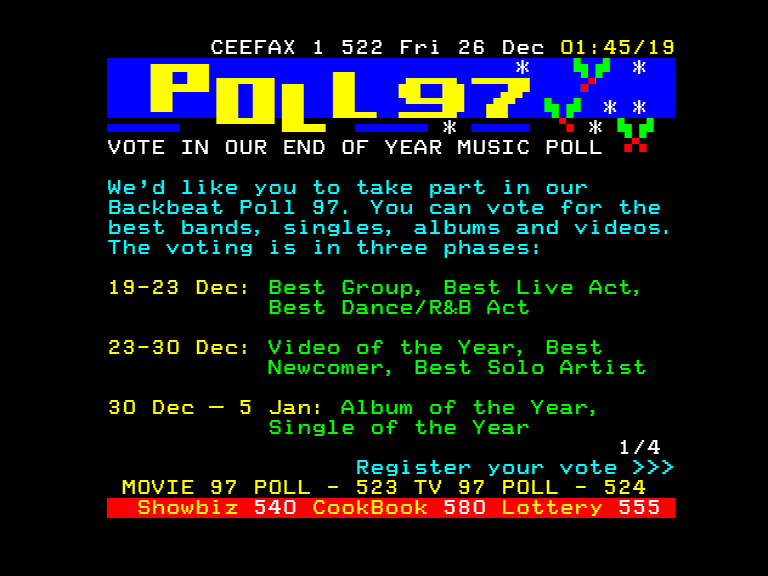 CEEFAX 1 522 Fri 26 Dec 01:45/19
POLL 97
VOTE IN OUR END OF YEAR MUSIC POLL
We'd like you to take part in our
Backbeat Poll 97. You can vote for the
best bands, singles, albums and videos.
The voting is in three phases:
19-23 Dec: Best Group, Best Live Act,
Best Dance/R&B Act
23-30 Dec: Video of the Year, Best
Newcomer, Best Solo Artist
30 Dec – 5 Jan: Album of the Year,
Single of the Year
1/4
Register your vote >>>
MOVIE 97 POLL - 523 TV 97 POLL - 524
Showbiz 540 CookBook 580 Lottery 555